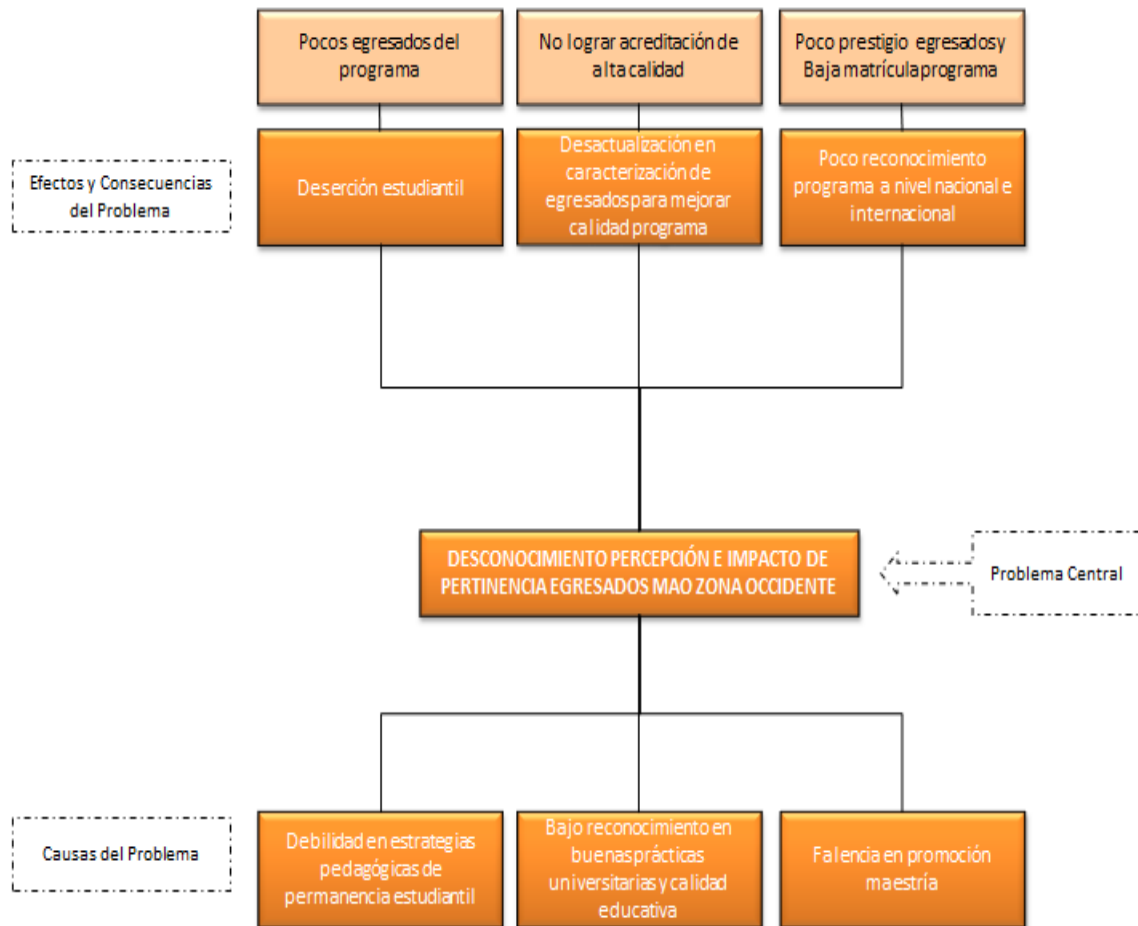 Pocos egresados del
programa
No lograr acreditación de
alta calidad
Poco prestigio egresados y
Baja matrícula programa
Efectos y Consecuencias
del Problema
Deserción estudiantil
Desactualización en
caracterización de
egresados para mejorar
calidad programa
Poco reconocimiento
programa a nivel nacional e
internacional
DESCONOCIMIENTO PERCEPCIÓN E IMPACTO DE
PERTINENCIA EGRESADOS MAO ZONA OCCIDENTE
Problema Central
Causas del Problema
Debilidad en estrategias
pedagógicas de
permanencia estudiantil
Bajo reconocimiento en
buenas prácticas
universitarias y calidad
educativa
Falencia en promoción
maestría